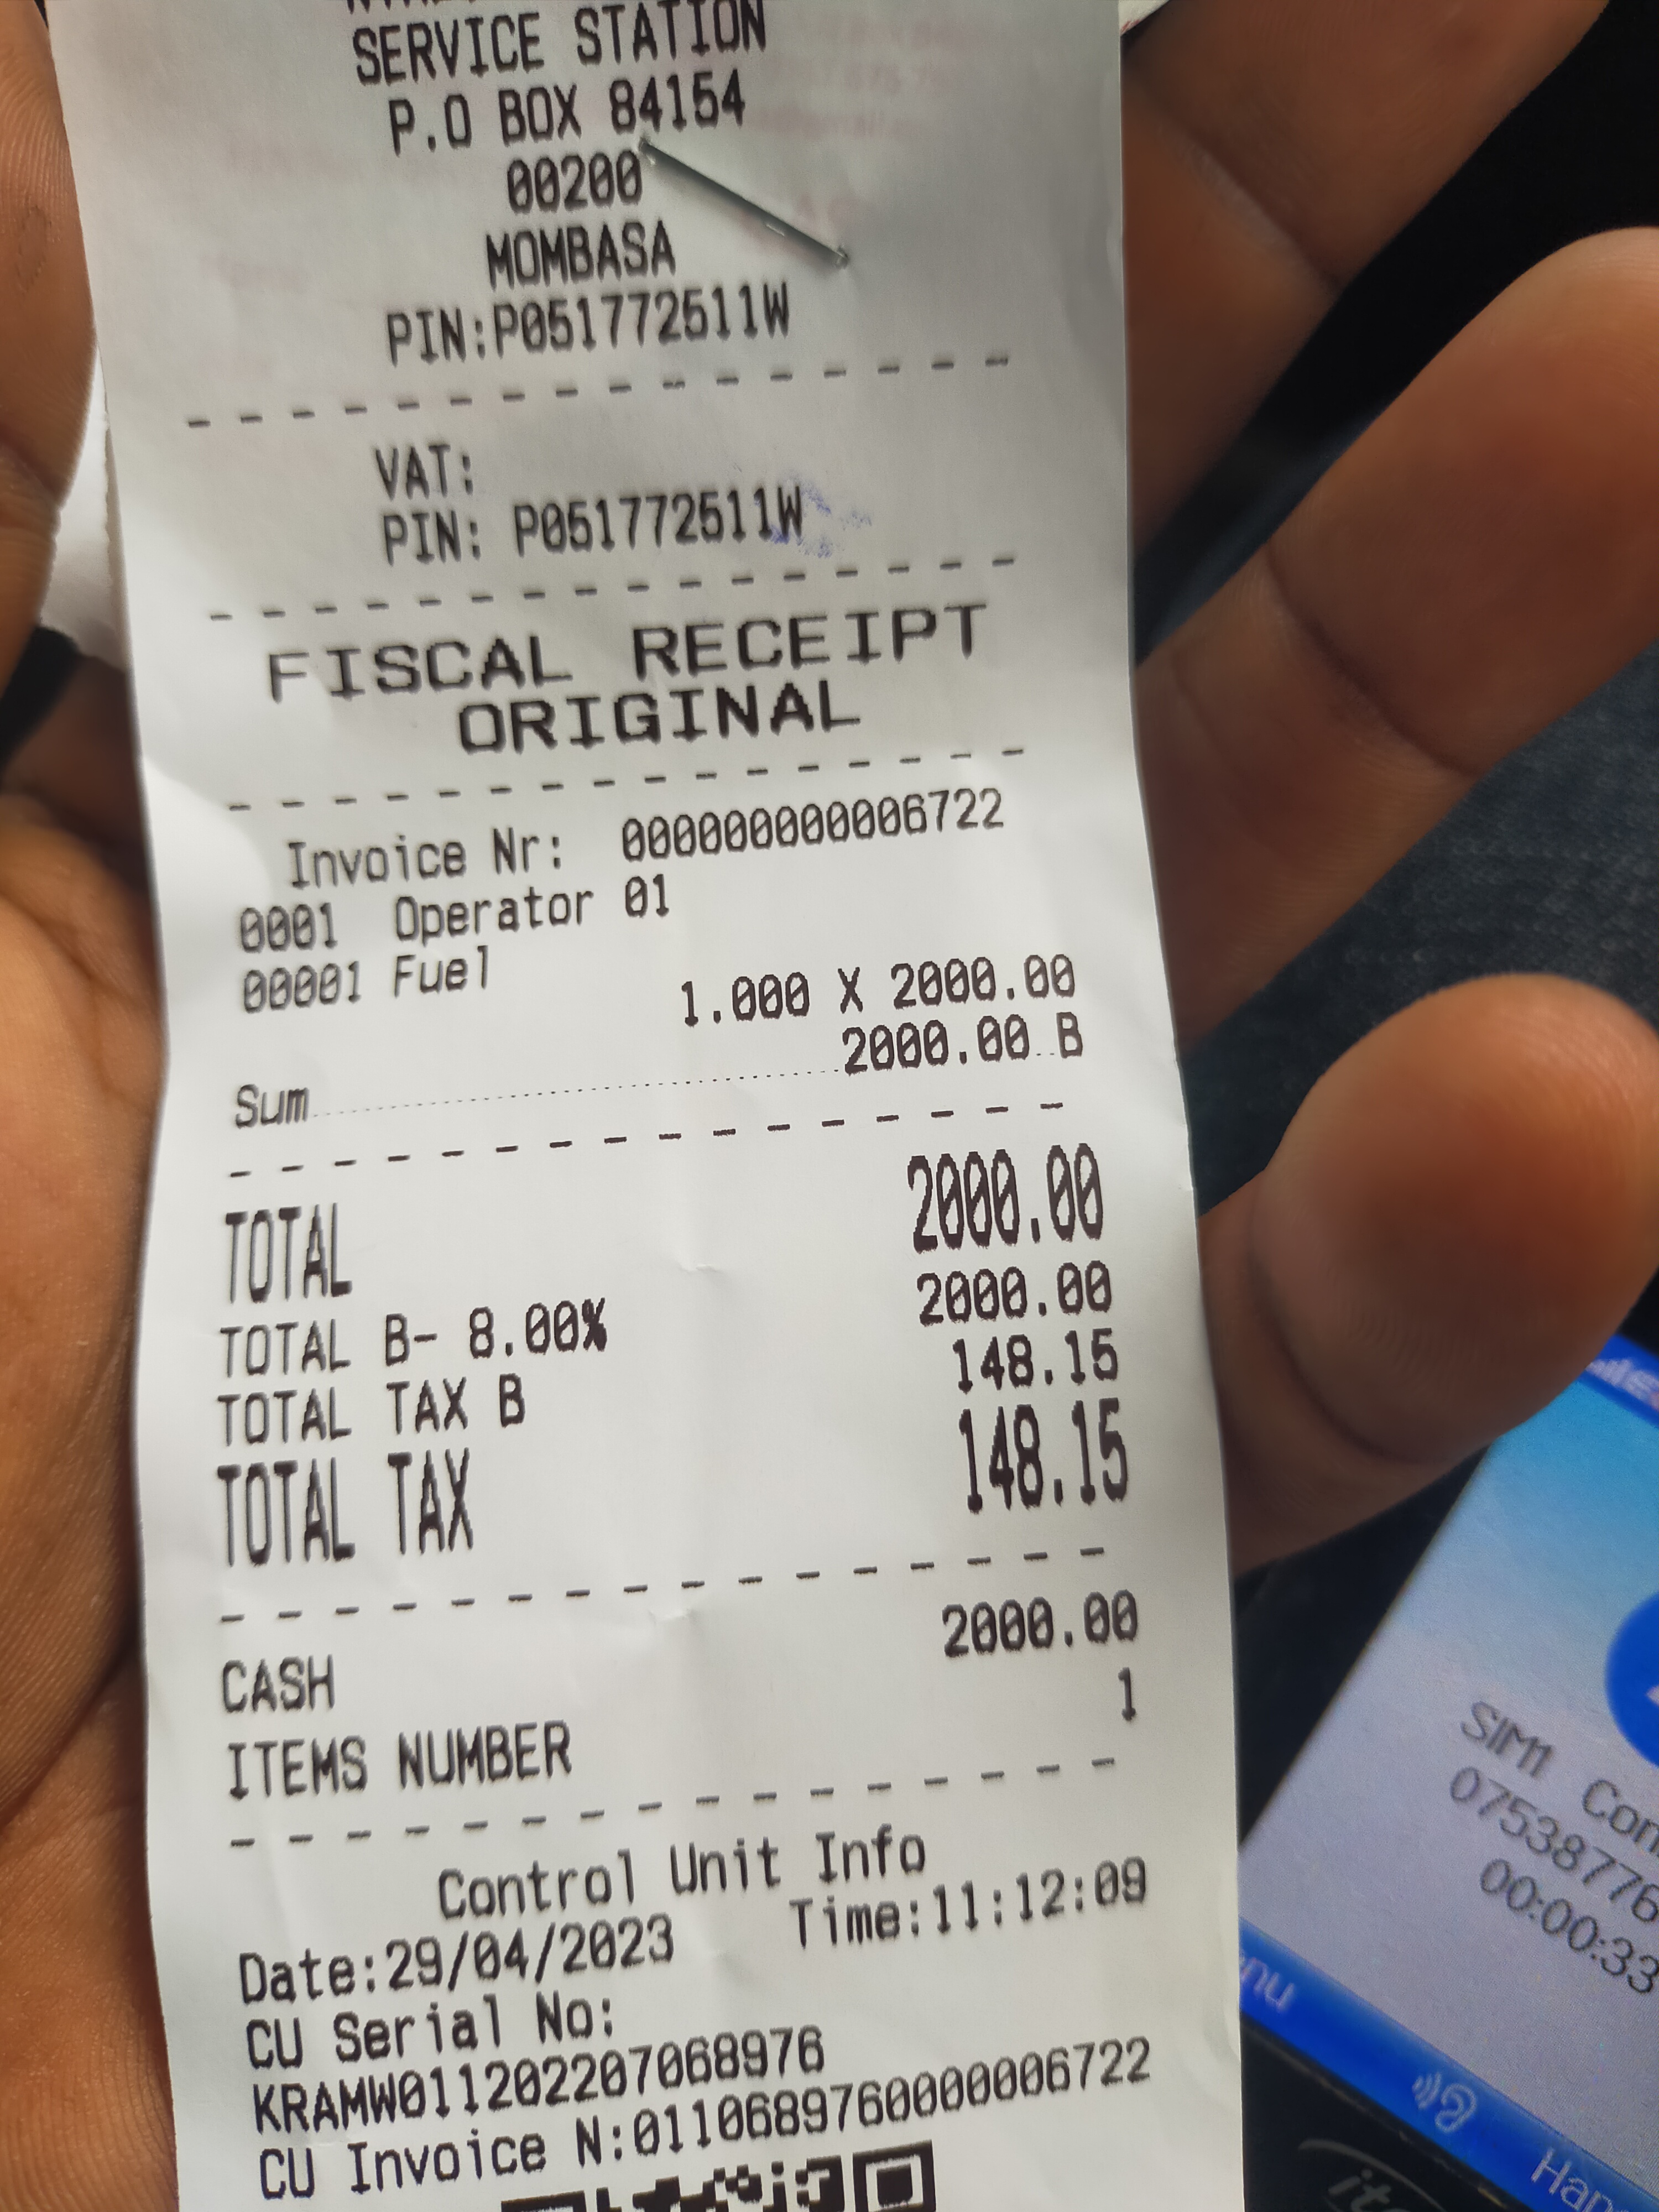 SERVICE STATION
P.O BOX 84154
00200
MOMBASA
PIN:P051772511W
VAT:
PIN: P051772511W
FISCAL RECEIPT
ORIGINAL
Invoice Nr: 000000000006722
0001 Operator 01
00001 Fuel
1.000 X 2000.00
2000.00 B
Sum
TOTAL 2000.00
TOTAL B- 8.00% 2000.00
TOTAL TAX B 148.15
TOTAL TAX 148.15
CASH 2000.00
ITEMS NUMBER 1
Control Unit Info
Date:29/04/2023 Time:11:12:09
CU Serial No:
KRAMW011202207068976
CU Invoice N:0110689760000006722
SIM1
07538776
00:00:33